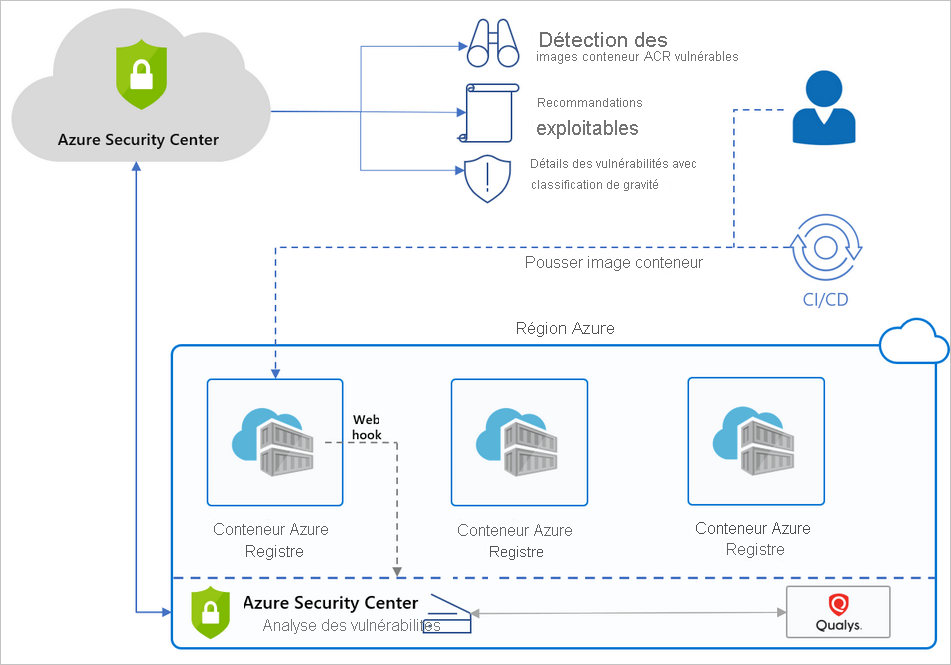 Détection des
images conteneur ACR vulnérables
Azure Security Center
Recommandations
exploitables
Détails des vulnérabilités avec
classification de gravité
Pousser image conteneur
CI/CD
Région Azure
Web
hook
Conteneur Azure
Registre
Conteneur Azure
Registre
Conteneur Azure
Registre
Azure Security Center
Analyse des vulnérabilités
Qualys.